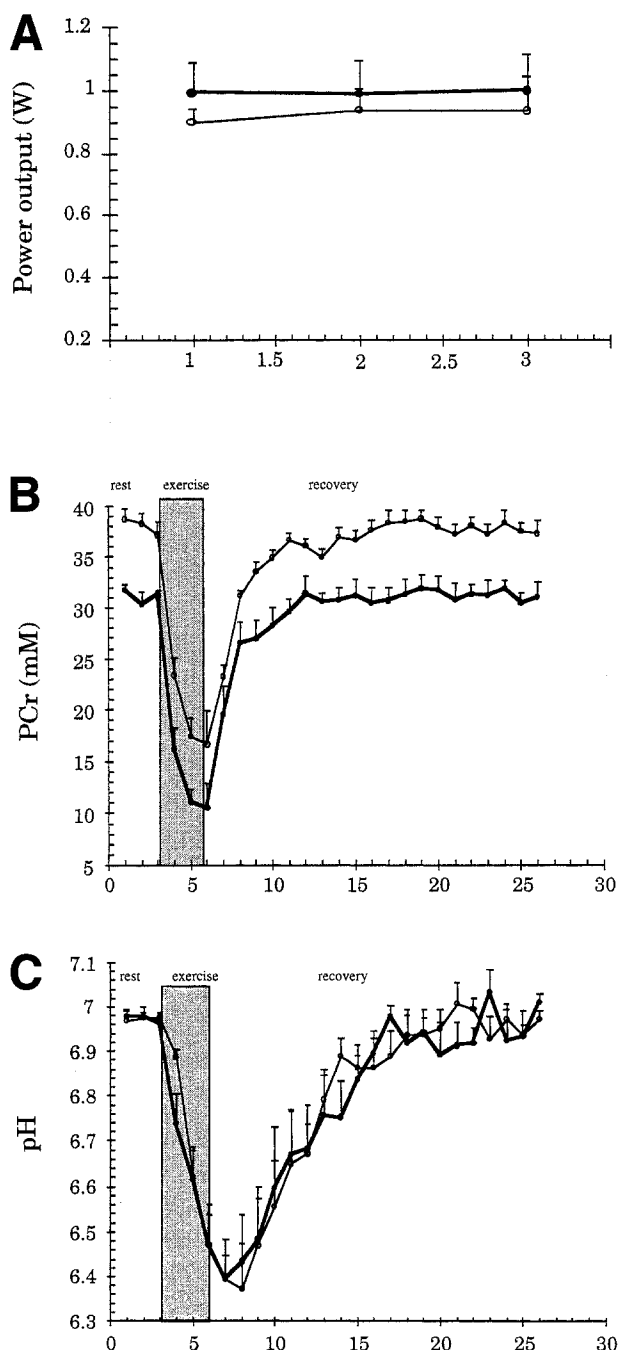 A
Power output (W)
1.2
1
0.8
0.6
0.4
0.2
1 1.5 2 2.5 3
B
rest exercise recovery
PCr (mM)
40
35
30
25
20
15
10
5
0 5 10 15 20 25 30
C
rest exercise recovery
pH
7.1
7
6.9
6.8
6.7
6.6
6.5
6.4
6.3
0 5 10 15 20 25 30